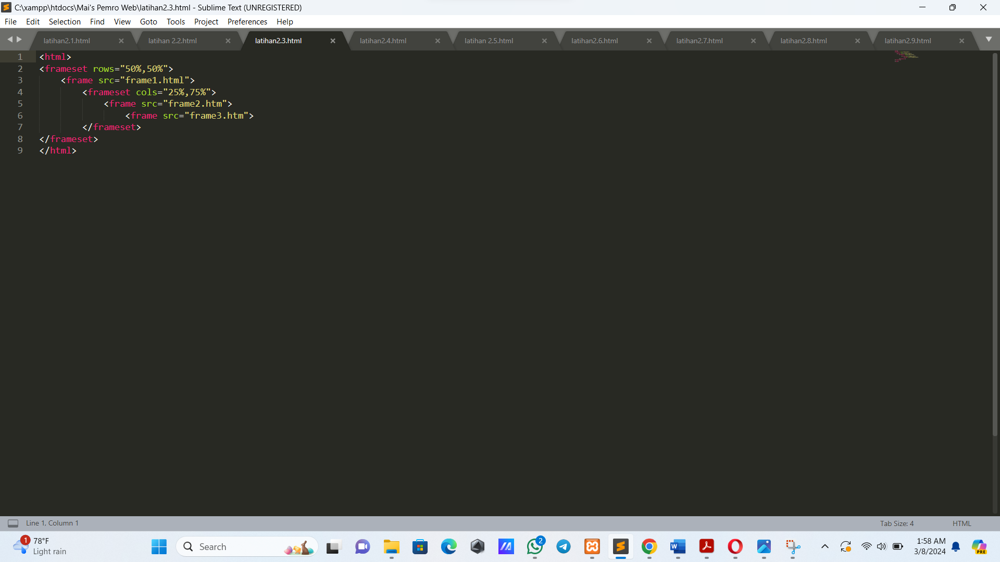 C:\xampp\htdocs\Mai's Pemro Web\latihan2.3.html - Sublime Text (UNREGISTERED)
File Edit Selection Find View Goto Tools Project Preferences Help
latihan2.1.html latihan 2.2.html latihan2.3.html latihan2.4.html latihan 2.5.html latihan2.6.html latihan2.7.html latihan2.8.html latihan2.9.html
1 <html>
2 <frameset rows="50%,50%">
3 <frame src="frame1.html">
4 <frameset cols="25%,75%">
5 <frame src="frame2.htm">
6 <frame src="frame3.htm">
7 </frameset>
8 </frameset>
9 </html>
Line 1, Column 1 Tab Size: 4 HTML
1 78°F
Light rain
Search
2
W
1:58 AM
3/8/2024
PRE